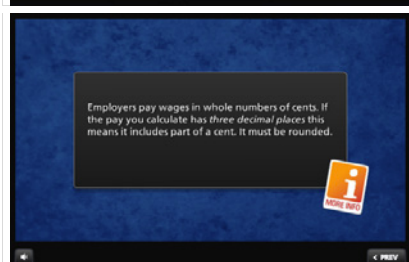 Employers pay wages in whole numbers of cents. If
the pay you calculate has three decimal places this
means it includes part of a cent. It must be rounded.
i
MORE INFO
< PREV